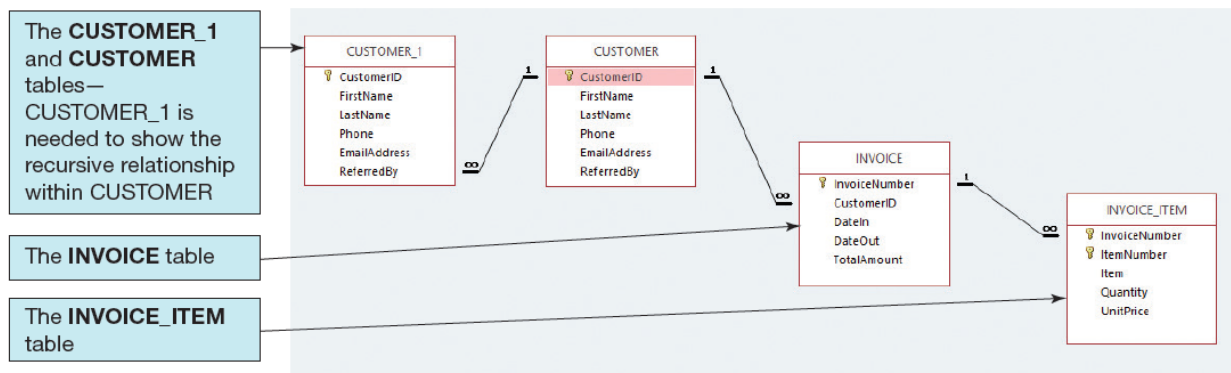 The CUSTOMER_1
and CUSTOMER
tables—
CUSTOMER_1 is
needed to show the
recursive relationship
within CUSTOMER
The INVOICE table
The INVOICE_ITEM
table
CUSTOMER_1
CustomerID
FirstName
LastName
Phone
EmailAddress
ReferredBy
∞
1
CUSTOMER
CustomerID
FirstName
LastName
Phone
EmailAddress
ReferredBy
1
∞
INVOICE
InvoiceNumber
CustomerID
DateIn
DateOut
TotalAmount
1
∞
INVOICE_ITEM
InvoiceNumber
ItemNumber
Item
Quantity
UnitPrice